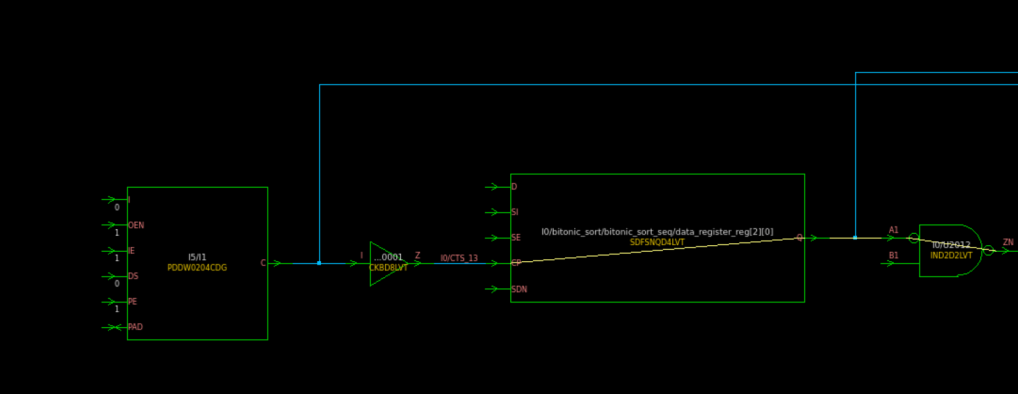 I
0
OEN
1
IE
1
DS
0
PE
1
PAD
I5/I1
PDDW0204CDG
C
I
...0001
CKBD8LVT
Z
I0/CTS_13
D
SI
SE
CP
SDN
I0/bitonic_sort/bitonic_sort_seq/data_register_reg[2][0]
SDFSNQD4LVT
Q
A1
B1
I0/U2012
IND2D2LVT
ZN